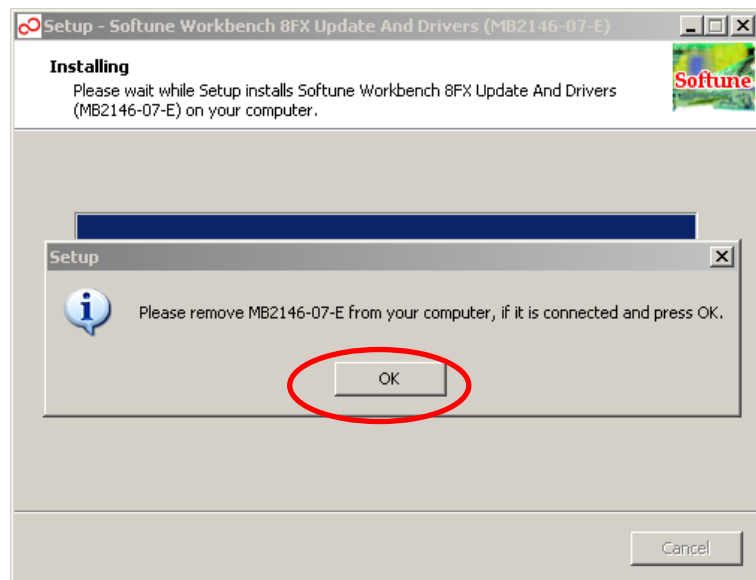 Setup - Softune Workbench 8FX Update And Drivers (MB2146-07-E)
Installing
Please wait while Setup installs Softune Workbench 8FX Update And Drivers
(MB2146-07-E) on your computer.
Softune
Setup
Please remove MB2146-07-E from your computer, if it is connected and press OK.
OK
Cancel